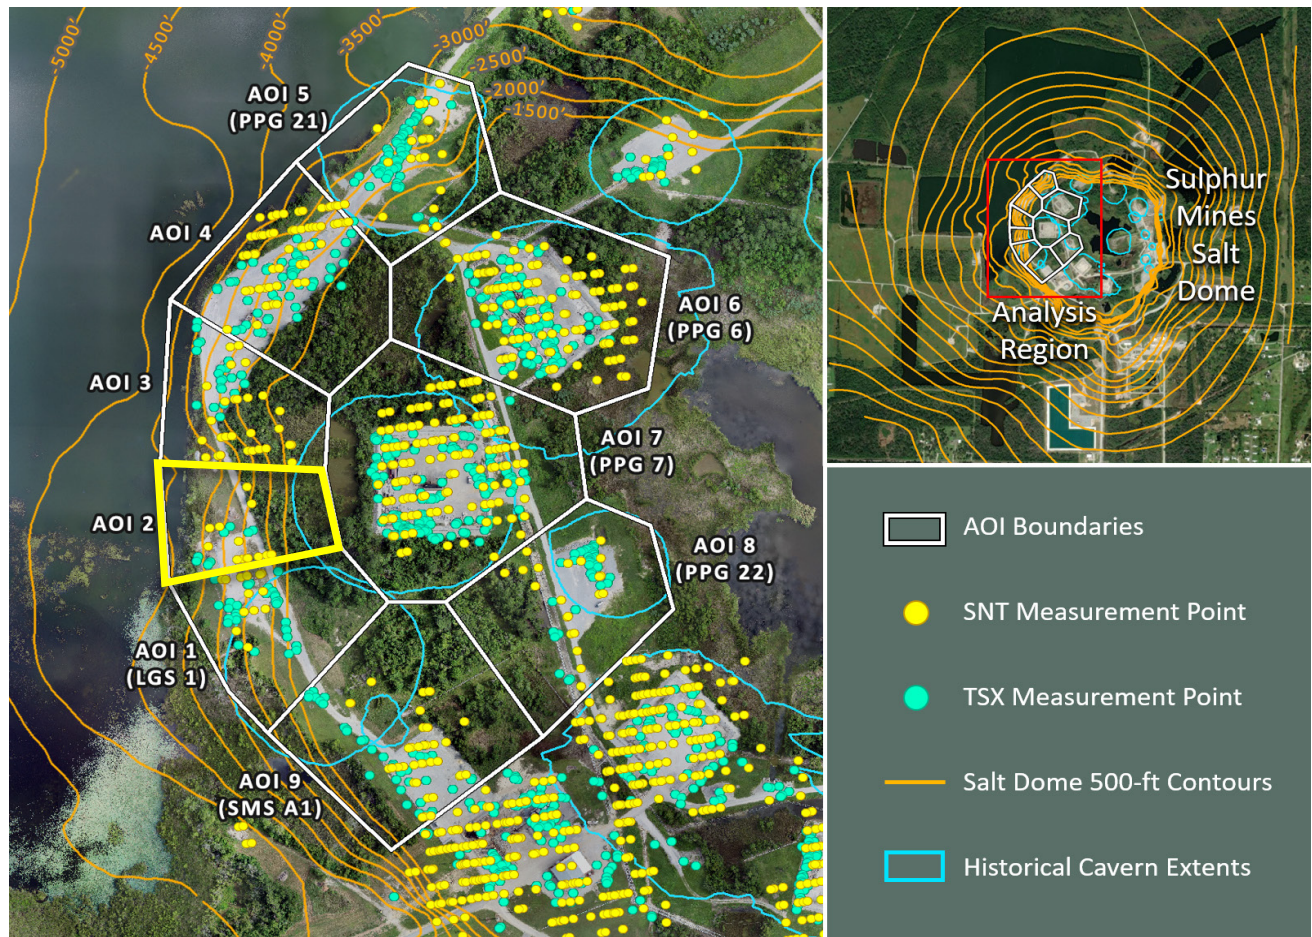 -5000'
-4500'
-4000'
-3500'
-3000'
-2500'
-2000'
-1500'
AOI 5
(PPG 21)
AOI 4
AOI 3
AOI 2
AOI 1
(LGS 1)
AOI 9
(SMS A1)
AOI 6
(PPG 6)
AOI 7
(PPG 7)
AOI 8
(PPG 22)
Sulphur
Mines
Salt
Dome
Analysis
Region
AOI Boundaries
SNT Measurement Point
TSX Measurement Point
Salt Dome 500-ft Contours
Historical Cavern Extents